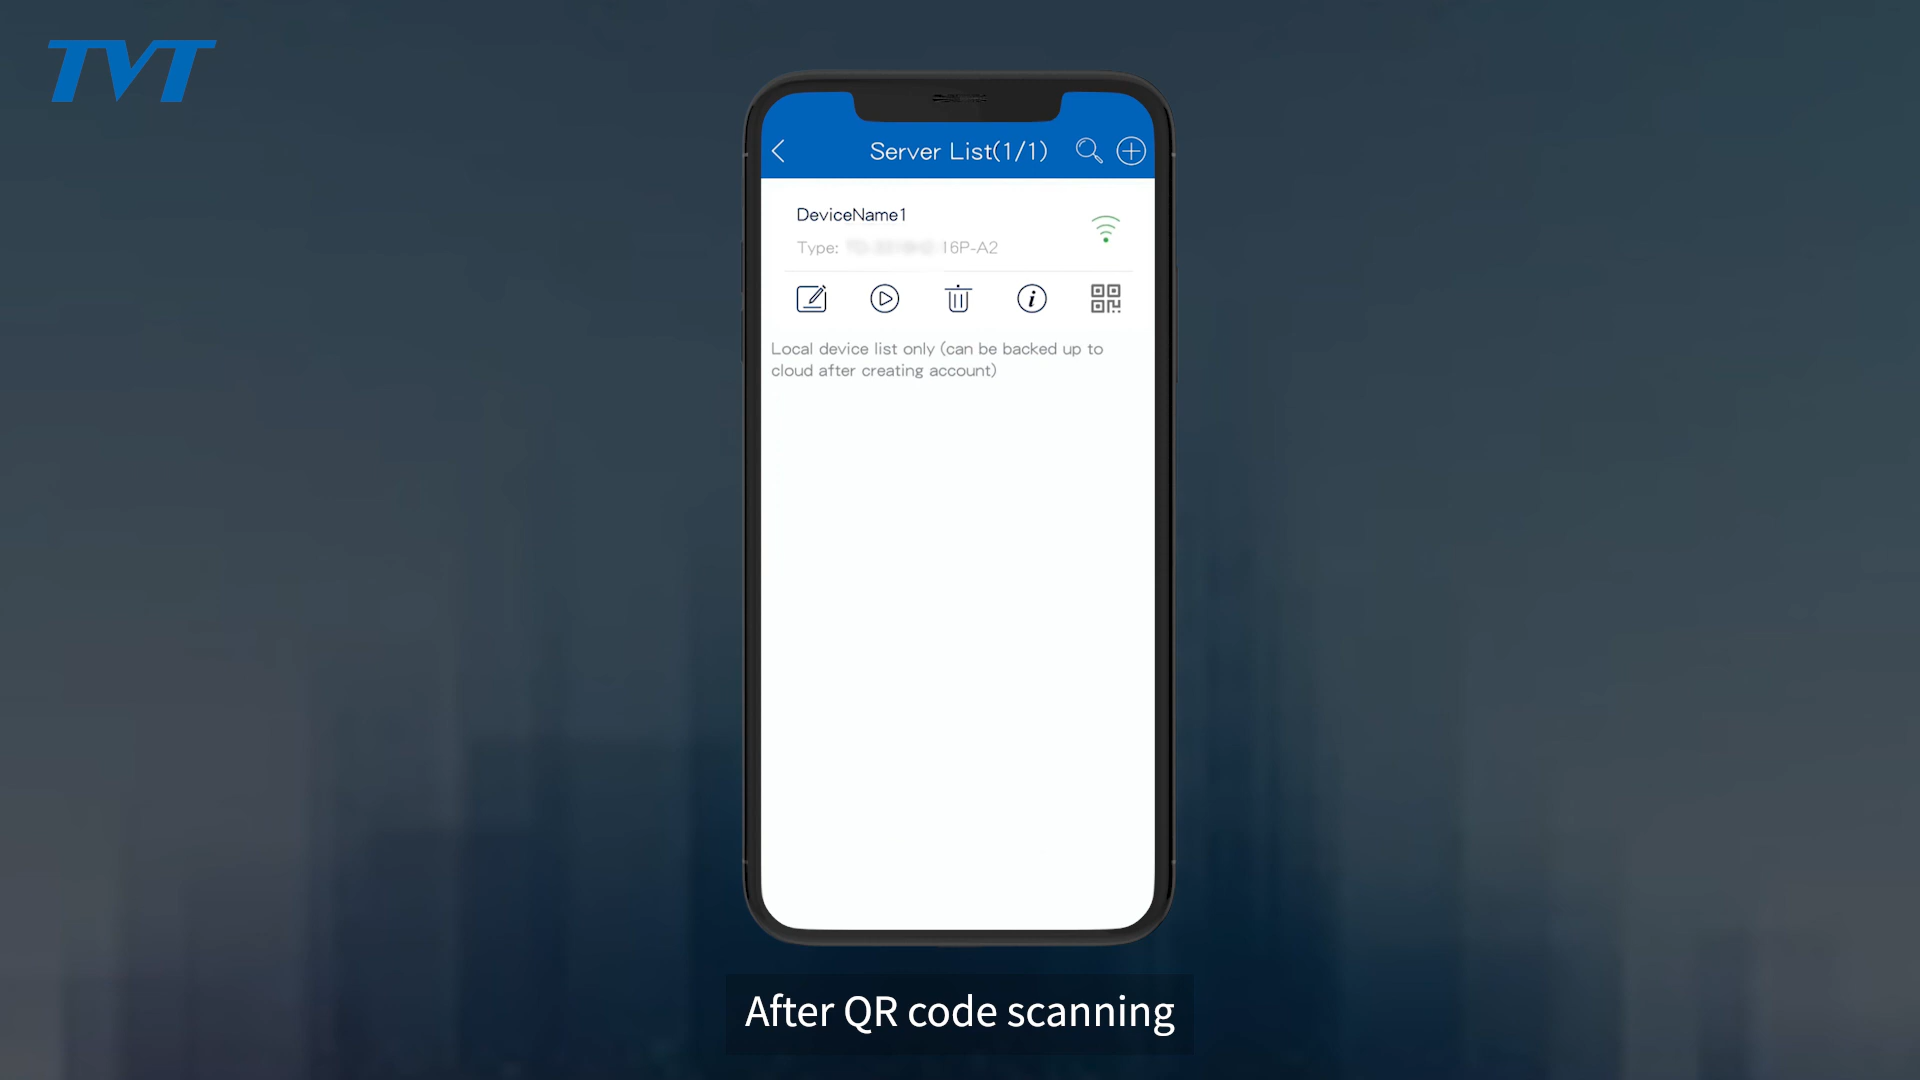 TVT
Server List(1/1)
DeviceName1
Type: 16P-A2
Local device list only (can be backed up to
cloud after creating account)
After QR code scanning